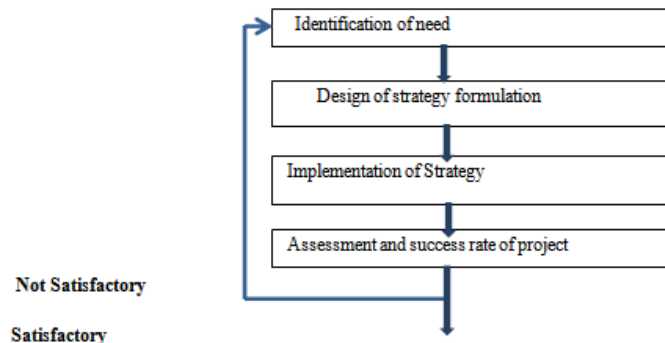 Identification of need
Design of strategy formulation
Implementation of Strategy
Assessment and success rate of project
Not Satisfactory
Satisfactory